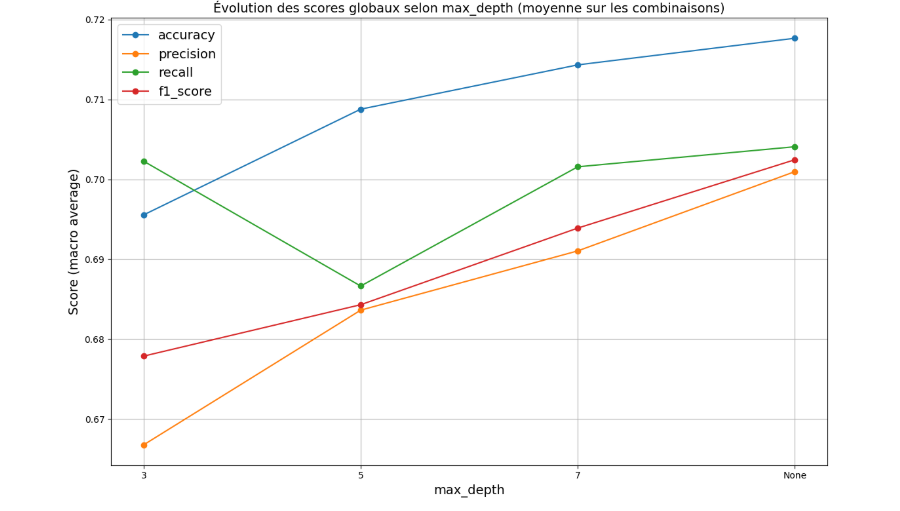 Évolution des scores globaux selon max_depth (moyenne sur les combinaisons)
accuracy
precision
recall
f1_score
0.72
0.71
0.70
0.69
0.68
0.67
Score (macro average)
3
5
7
None
max_depth